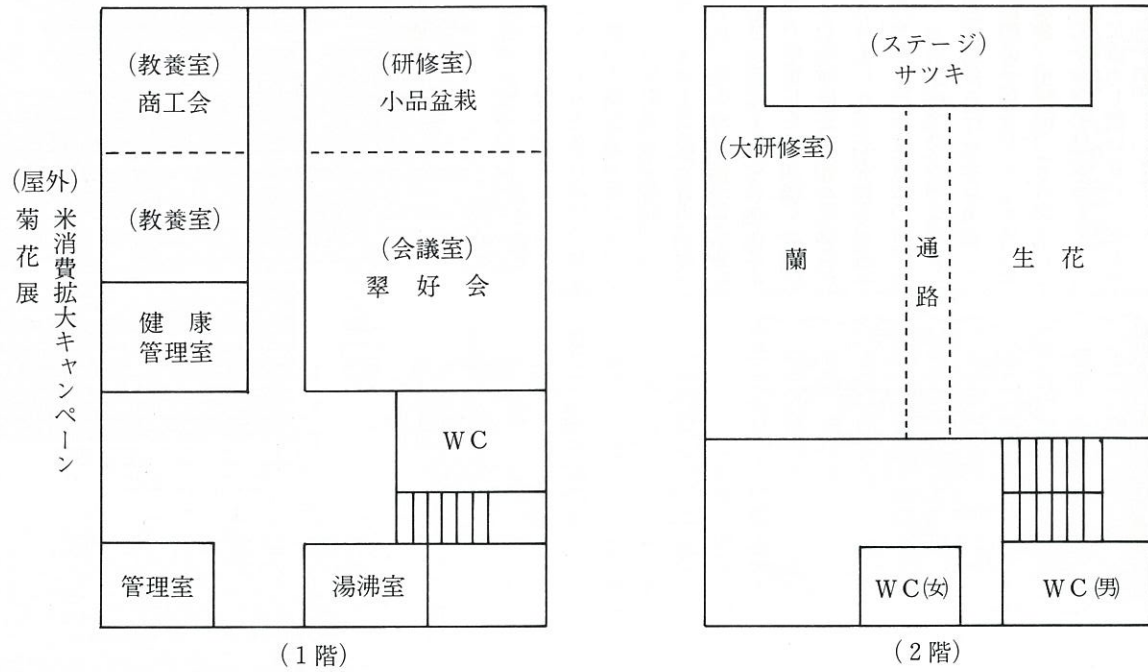 (屋外)
米消費拡大キャンペーン
菊花展
(教養室)
商工会
(教養室)
健康
管理室
管理室
(研修室)
小品盆栽
(会議室)
翠好会
WC
湯沸室
(1階)
(ステージ)
サツキ
(大研修室)
蘭
通路
生花
WC(女)
WC(男)
(2階)